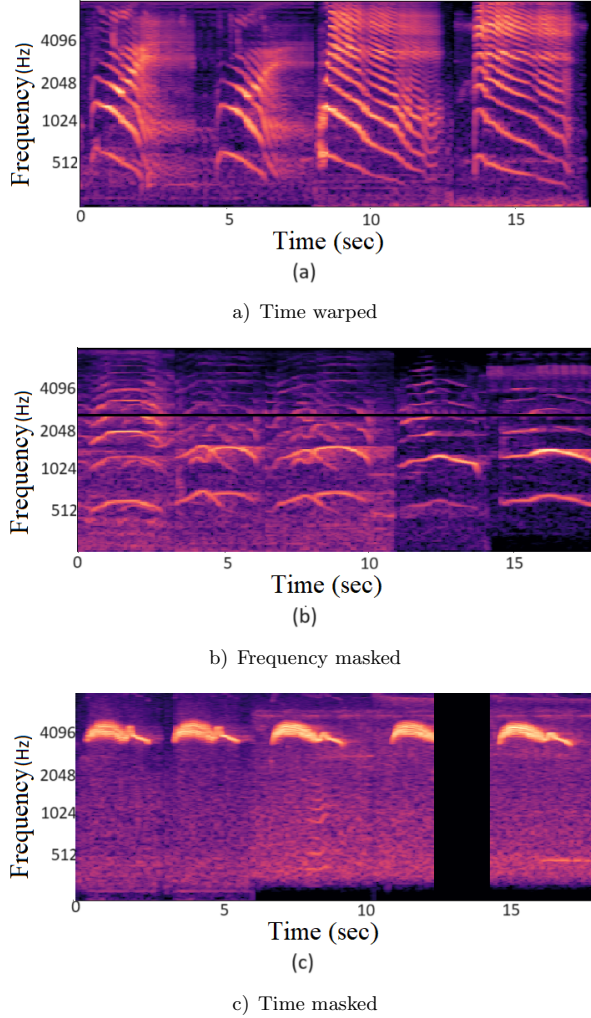 Frequency(Hz)
4096
2048
1024
512
0 5 10 15
Time (sec)
(a)
a) Time warped
Frequency(Hz)
4096
2048
1024
512
0 5 10 15
Time (sec)
(b)
b) Frequency masked
Frequency(Hz)
4096
2048
1024
512
0 5 10 15
Time (sec)
(c)
c) Time masked